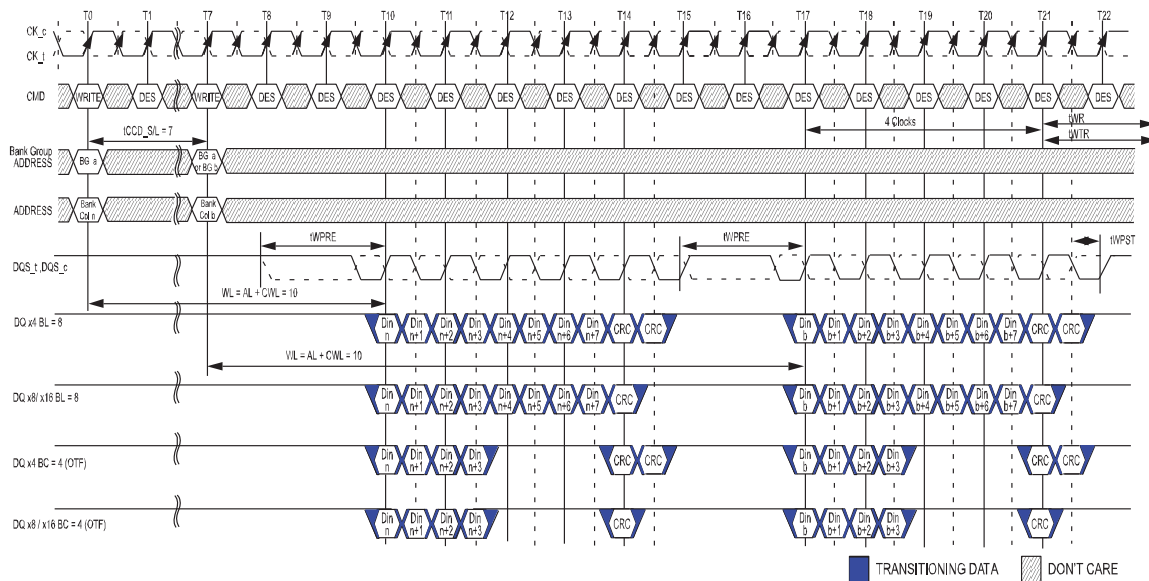 T0 T1 T7 T8 T9 T10 T11 T12 T13 T14 T15 T16 T17 T18 T19 T20 T21 T22
CK_c
CK_t
CMD WRITE DES WRITE DES DES DES DES DES DES DES DES DES DES DES DES DES DES DES
tCCD_S/L = 7
4 Clocks
tWR
tWTR
Bank Group
ADDRESS
BG a
BG a
or BG b
ADDRESS
Bank
Col n
Bank
Col b
tWPRE
tWPRE
tWPST
DQS_t ,DQS_c
WL = AL + CWL = 10
DQ x4 BL = 8
Din Din Din Din Din Din Din Din CRC CRC Din Din Din Din Din Din Din Din CRC CRC
n n+1 n+2 n+3 n+4 n+5 n+6 n+7 b b+1 b+2 b+3 b+4 b+5 b+6 b+7
WL = AL + CWL = 10
DQ x8/ x16 BL = 8
Din Din Din Din Din Din Din Din CRC Din Din Din Din Din Din Din Din CRC
n n+1 n+2 n+3 n+4 n+5 n+6 n+7 b b+1 b+2 b+3 b+4 b+5 b+6 b+7
DQ x4 BC = 4 (OTF)
Din Din Din Din CRC CRC Din Din Din Din CRC CRC
n n+1 n+2 n+3 b b+1 b+2 b+3
DQ x8 / x16 BC = 4 (OTF)
Din Din Din Din CRC Din Din Din Din CRC
n n+1 n+2 n+3 b b+1 b+2 b+3
TRANSITIONING DATA
DON'T CARE